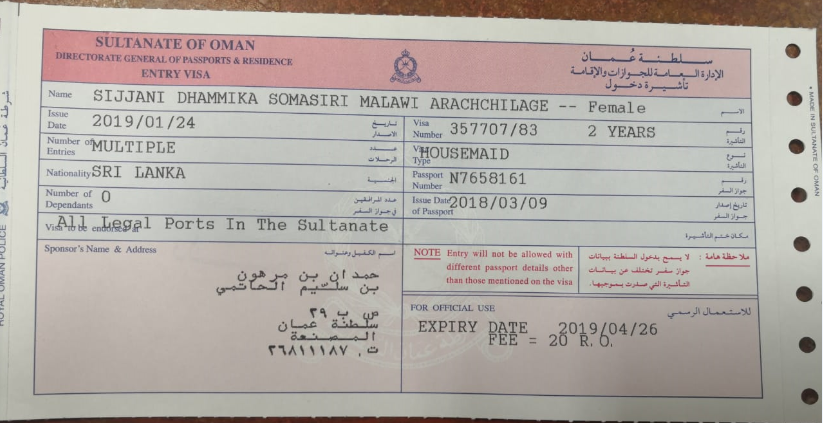 SULTANATE OF OMAN
DIRECTORATE GENERAL OF PASSPORTS & RESIDENCE
ENTRY VISA
سلطنة عُمان
الإدارة العامة للجوازات والإقامة
تأشيرة دخول
Name SIJJANI DHAMMIKA SOMASIRI MALAWI ARACHCHILAGE -- Female الاسم
Issue Date 2019/01/24 تاريخ الاصدار
Visa Number 357707/83 2 YEARS رقم التأشيرة
Number of Entries MULTIPLE عدد الرحلات
Visa Type HOUSEMAID نوع التأشيرة
Nationality SRI LANKA الجنسية
Passport Number N7658161 رقم جواز السفر
Number of Dependants 0 عدد المرافقين في جواز السفر
Issue Date of Passport 2018/03/09 تاريخ إصدار جواز السفر
Visa to be endorsed at All Legal Ports In The Sultanate مكان ختم التأشيرة
Sponsor's Name & Address اسم الكفيل وعنوانه
حمدان بن مرهون
بن سليم الحاتمي
ص ب ٣٩
سلطنة عمان
المصنعة
ت. ٢٦٨١١١٨٧
NOTE Entry will not be allowed with
different passport details other
than those mentioned on the visa
ملاحظة هامة : لا يسمح بدخول السلطنة ببيانات
جواز سفر تختلف عن بيانات
التأشيرة التي صدرت بموجبها.
FOR OFFICIAL USE للاستعمال الرسمي
EXPIRY DATE 2019/04/26
FEE = 20 R.O.
ROYAL OMAN POLICE
شرطة عمان السلطانية
* MADE IN SULTANATE OF OMAN